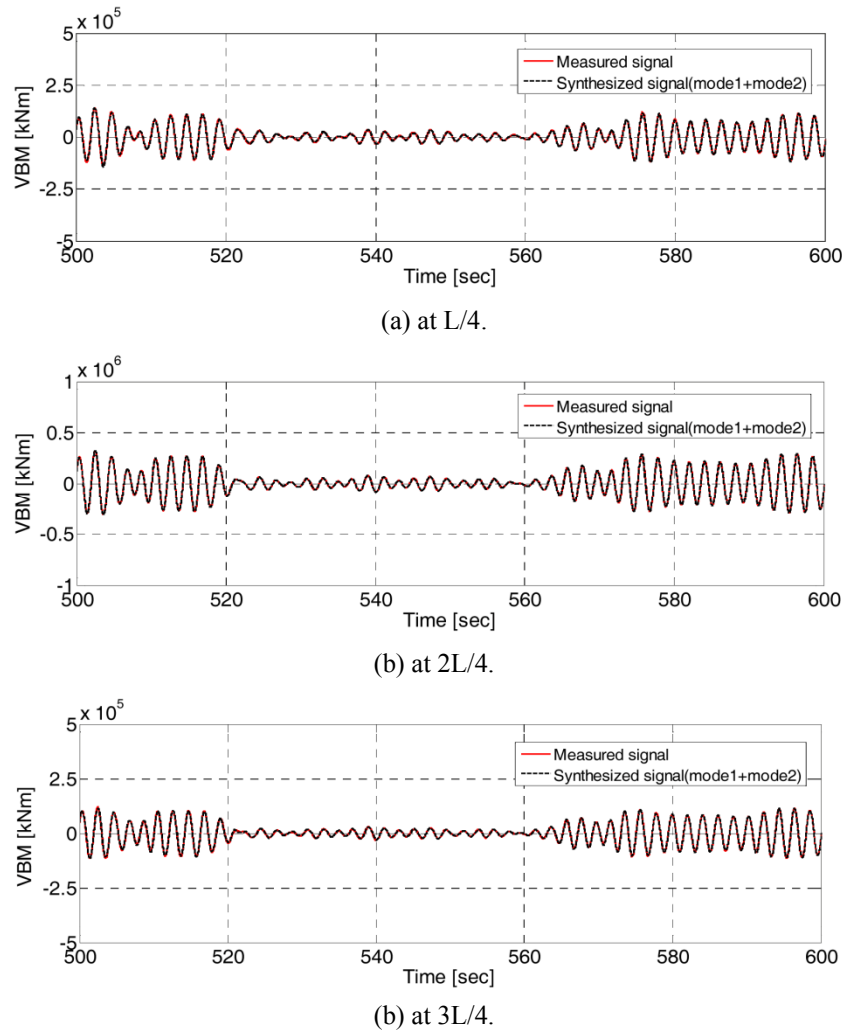 x 10^5
5
2.5
0
-2.5
-5
VBM [kNm]
Measured signal
Synthesized signal(mode1+mode2)
500 520 540 560 580 600
Time [sec]
(a) at L/4.
x 10^6
1
0.5
0
-0.5
-1
VBM [kNm]
Measured signal
Synthesized signal(mode1+mode2)
500 520 540 560 580 600
Time [sec]
(b) at 2L/4.
x 10^5
5
2.5
0
-2.5
-5
VBM [kNm]
Measured signal
Synthesized signal(mode1+mode2)
500 520 540 560 580 600
Time [sec]
(b) at 3L/4.